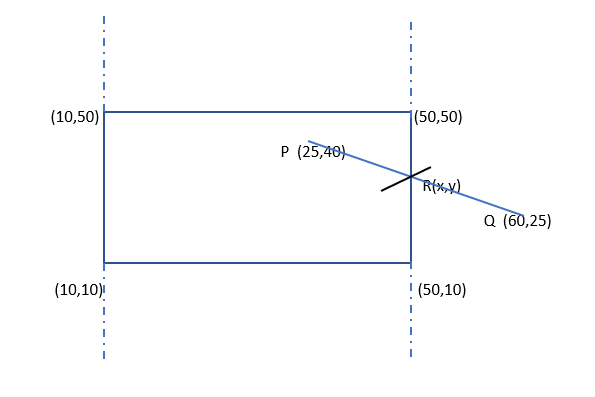 (10,50)
(50,50)
P (25,40)
R(x,y)
Q (60,25)
(10,10)
(50,10)